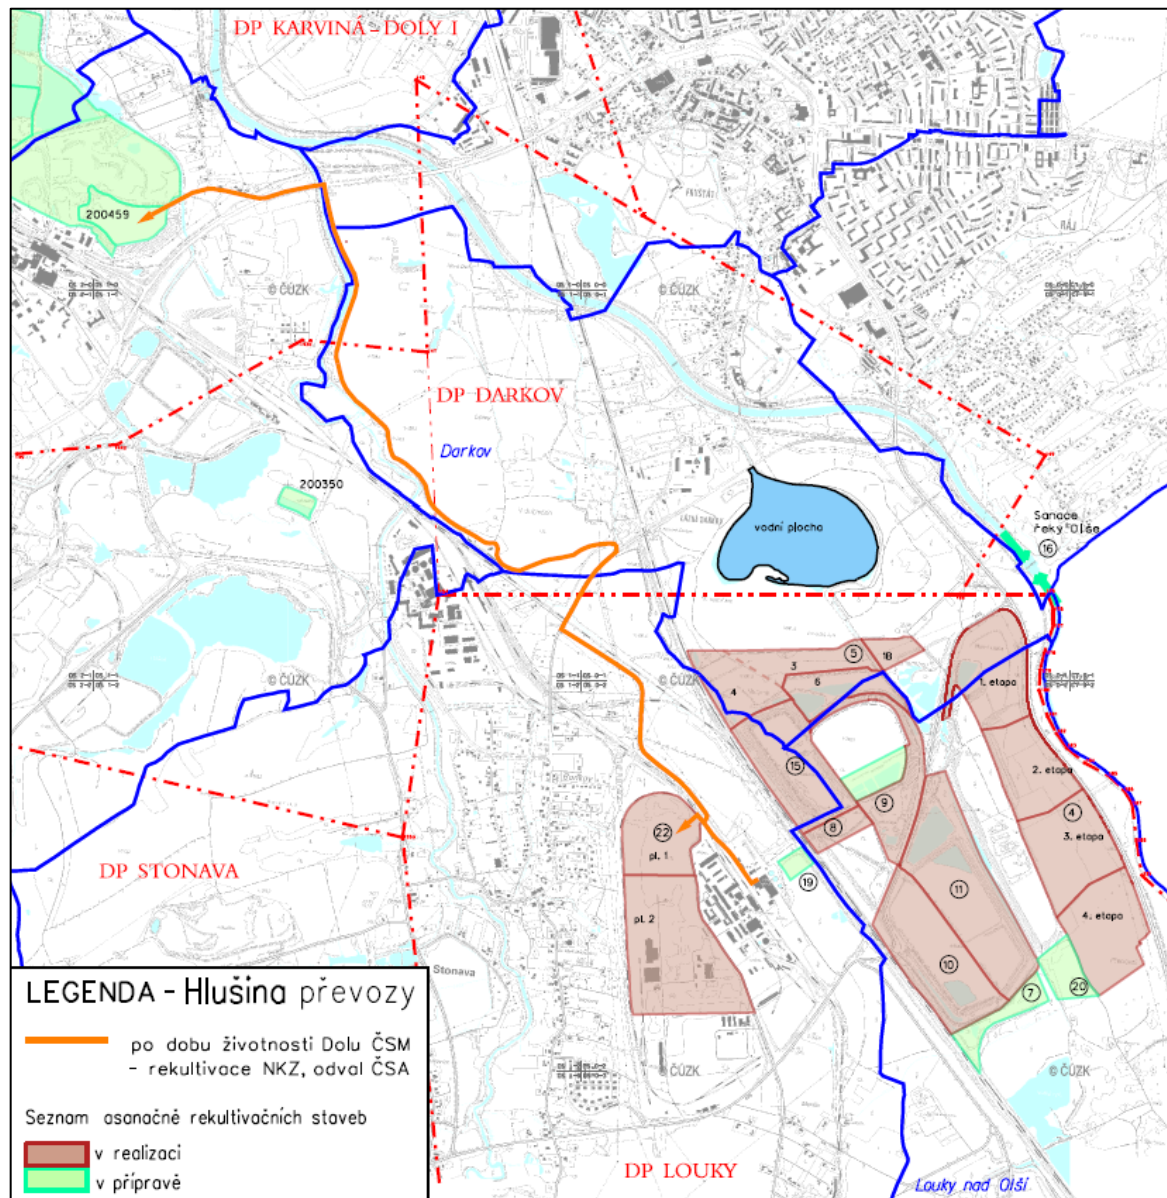 DP KARVINÁ-DOLY I
FRYŠTÁT
RÁJ
200459
© ČÚZK
© ČÚZK
© ČÚZK
DP DARKOV
Darkov
200350
vodní plocha
Sanace
řeky Olše
16
5
18
3
6
4
1. etapa
© ČÚZK
© ČÚZK
15
2. etapa
9
4
8
3. etapa
22
pl. 1
DP STONAVA
19
11
pl. 2
4. etapa
10
7
20
Stonava
© ČÚZK
© ČÚZK
DP LOUKY
Louky nad Olší
LEGENDA - Hlušina převozy
po dobu životnosti Dolu ČSM
- rekultivace NKZ, odval ČSA
Seznam asanačně rekultivačních staveb
v realizaci
v přípravě